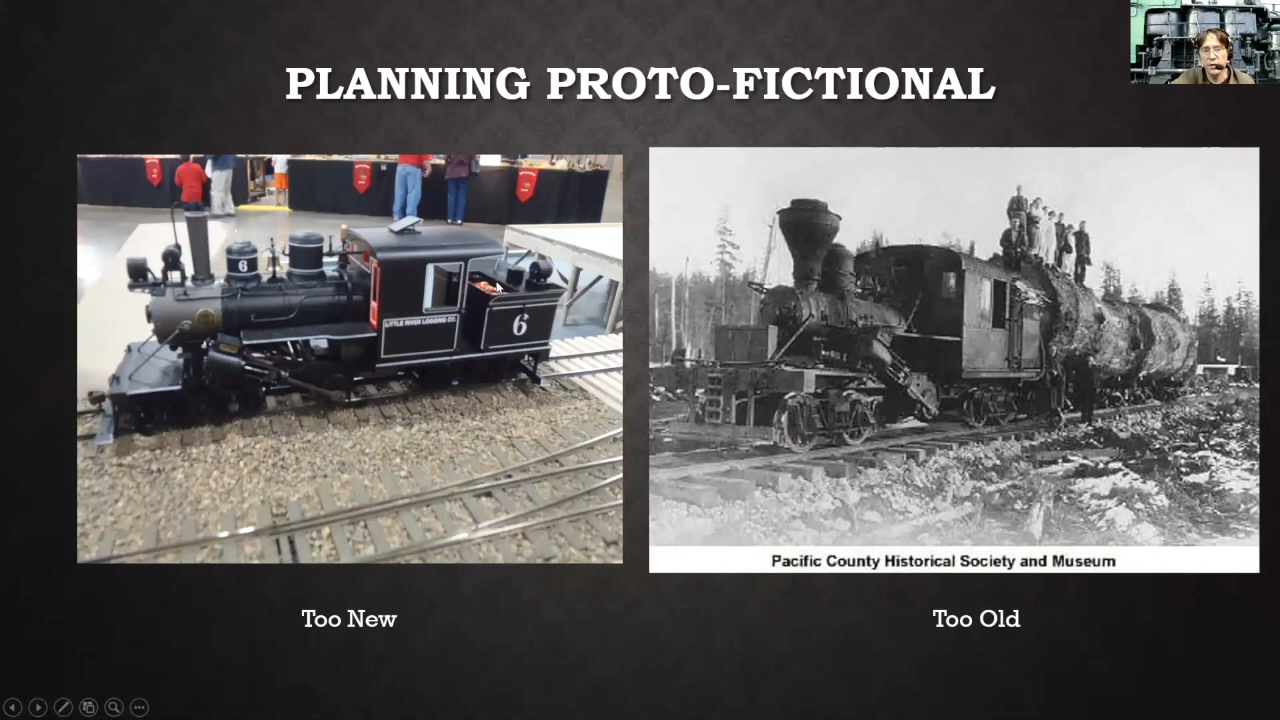 PLANNING PROTO-FICTIONAL
6
LITTLE RIVER LOGGING CO.
6
Pacific County Historical Society and Museum
Too New
Too Old